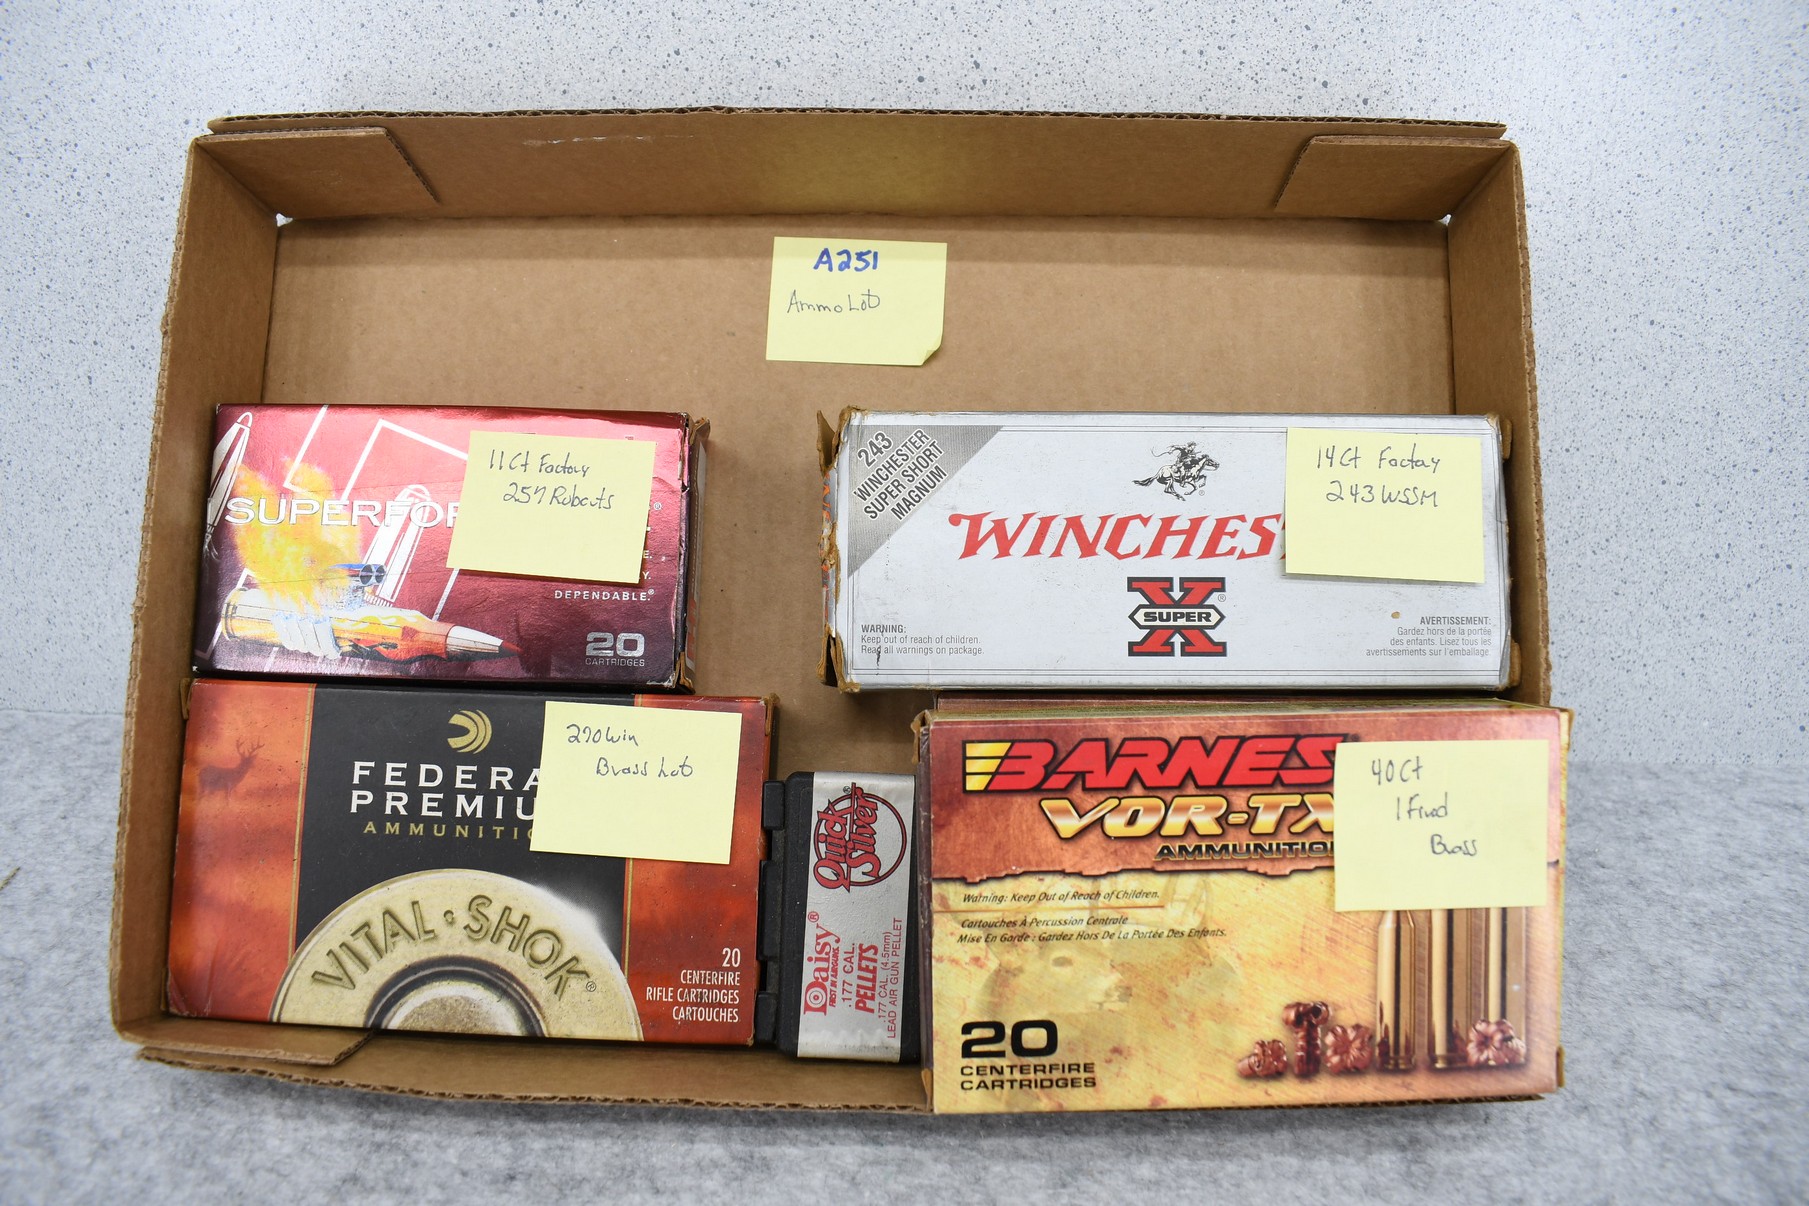 A251
Ammo Lot
11 Ct Factory
257 Roberts
SUPERFOR
®
E.
Y.
DEPENDABLE.®
20
CARTRIDGES
243
WINCHESTER
SUPER SHORT
MAGNUM
14 Ct Factory
243 WSSM
WINCHES
X
SUPER
®
WARNING:
Keep out of reach of children.
Read all warnings on package.
AVERTISSEMENT:
Gardez hors de la portée
des enfants. Lisez tous les
avertissements sur l'emballage
270 Win
Brass Lot
FEDERA
PREMIU
AMMUNITIO
VITAL·SHOK®
20
CENTERFIRE
RIFLE CARTRIDGES
CARTOUCHES
Quick
Silver®
Daisy®
FIRST IN AIRGUNS.
.177 CAL.
PELLETS
.177 CAL. (4.5mm)
LEAD AIR GUN PELLET
BARNES
VOR-TX
AMMUNITION
40 Ct
1 Fired
Brass
Warning: Keep Out of Reach of Children.
Cartouches À Percussion Centrale
Mise En Garde : Gardez Hors De La Portée Des Enfants.
20
CENTERFIRE
CARTRIDGES